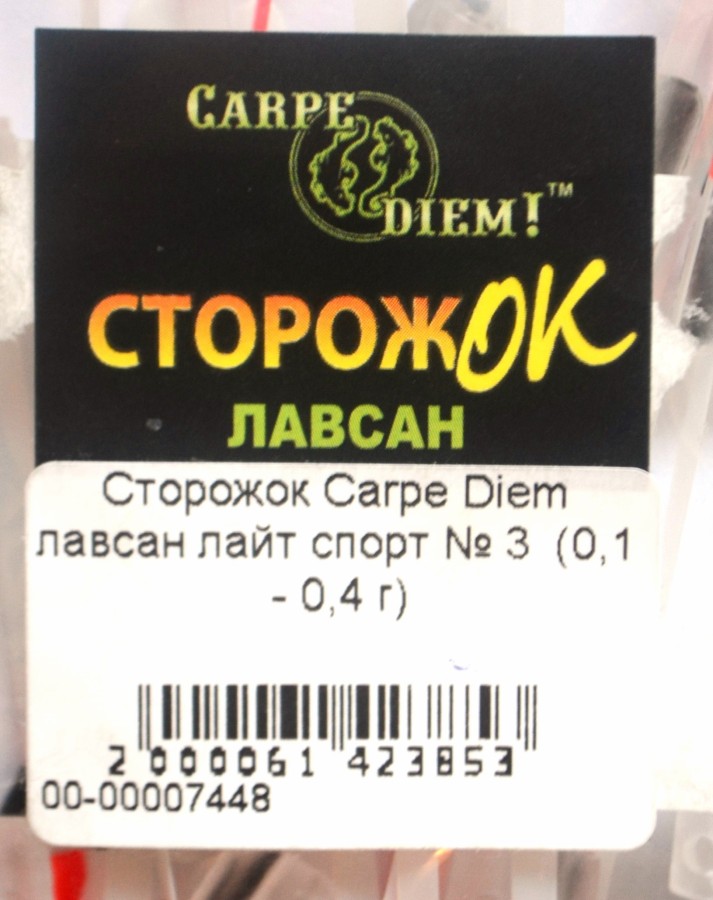 CARPE
DIEM!™
СТОРОЖОК
ЛАВСАН
Сторожок Carpe Diem
лавсан лайт спорт № 3 (0,1
- 0,4 г)
2 000061 423853
00-00007448